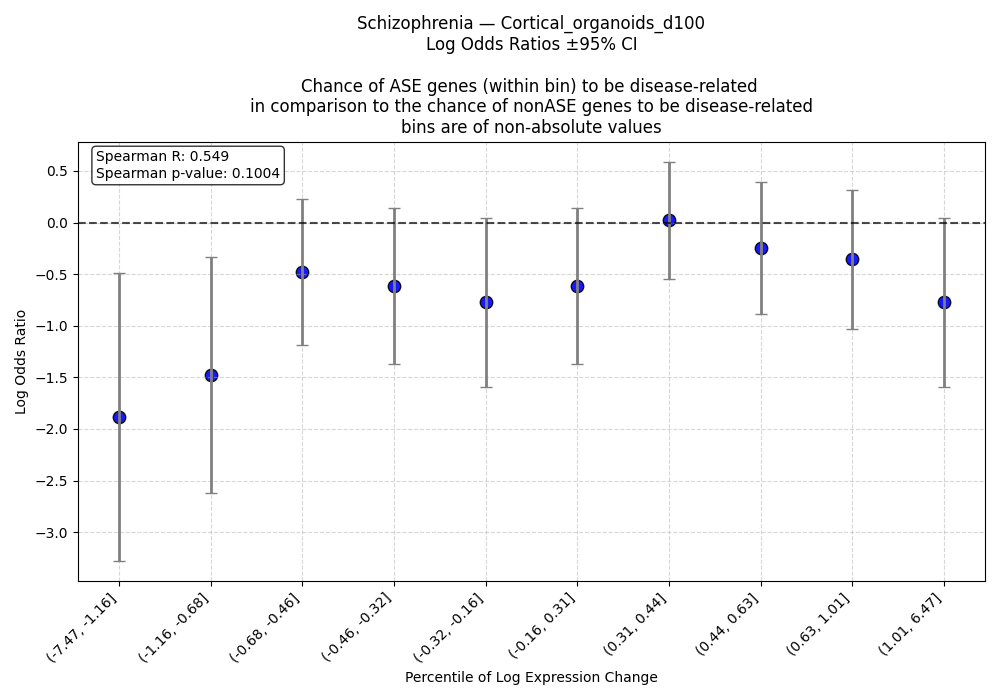 Schizophrenia — Cortical_organoids_d100
Log Odds Ratios ±95% CI
Chance of ASE genes (within bin) to be disease-related
in comparison to the chance of nonASE genes to be disease-related
bins are of non-absolute values
Spearman R: 0.549
Spearman p-value: 0.1004
Log Odds Ratio
0.5
0.0
−0.5
−1.0
−1.5
−2.0
−2.5
−3.0
(-7.47, -1.16]
(-1.16, -0.68]
(-0.68, -0.46]
(-0.46, -0.32]
(-0.32, -0.16]
(-0.16, 0.31]
(0.31, 0.44]
(0.44, 0.63]
(0.63, 1.01]
(1.01, 6.47]
Percentile of Log Expression Change